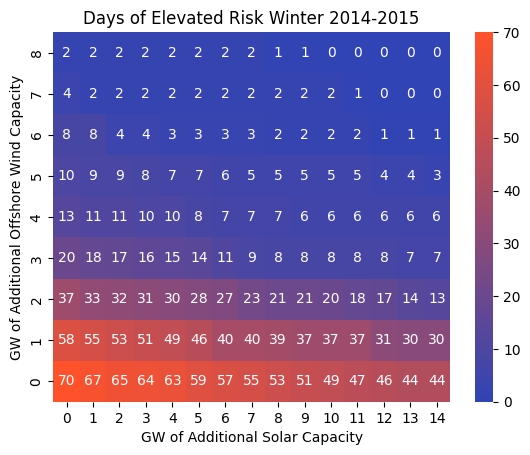 Days of Elevated Risk Winter 2014-2015
GW of Additional Offshore Wind Capacity
8 2 2 2 2 2 2 2 2 1 1 0 0 0 0 0
7 4 2 2 2 2 2 2 2 2 2 2 1 0 0 0
6 8 8 4 4 3 3 3 3 2 2 2 2 1 1 1
5 10 9 9 8 7 7 6 5 5 5 5 5 4 4 3
4 13 11 11 10 10 8 7 7 7 6 6 6 6 6 6
3 20 18 17 16 15 14 11 9 8 8 8 8 8 7 7
2 37 33 32 31 30 28 27 23 21 21 20 18 17 14 13
1 58 55 53 51 49 46 40 40 39 37 37 37 31 30 30
0 70 67 65 64 63 59 57 55 53 51 49 47 46 44 44
0 1 2 3 4 5 6 7 8 9 10 11 12 13 14
GW of Additional Solar Capacity
70
60
50
40
30
20
10
0